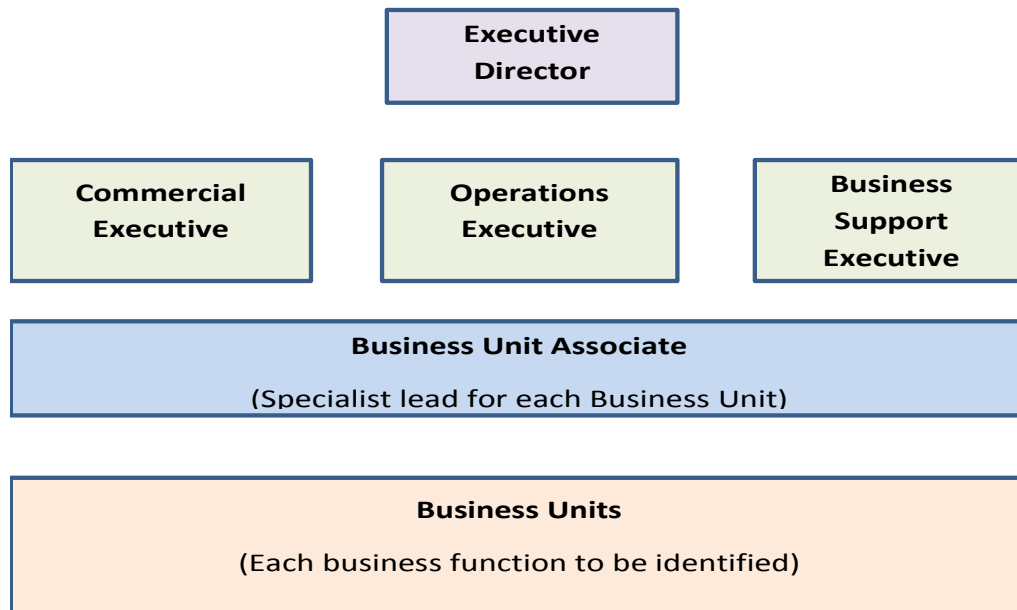 Executive
Director
Commercial
Executive
Operations
Executive
Business
Support
Executive
Business Unit Associate
(Specialist lead for each Business Unit)
Business Units
(Each business function to be identified)